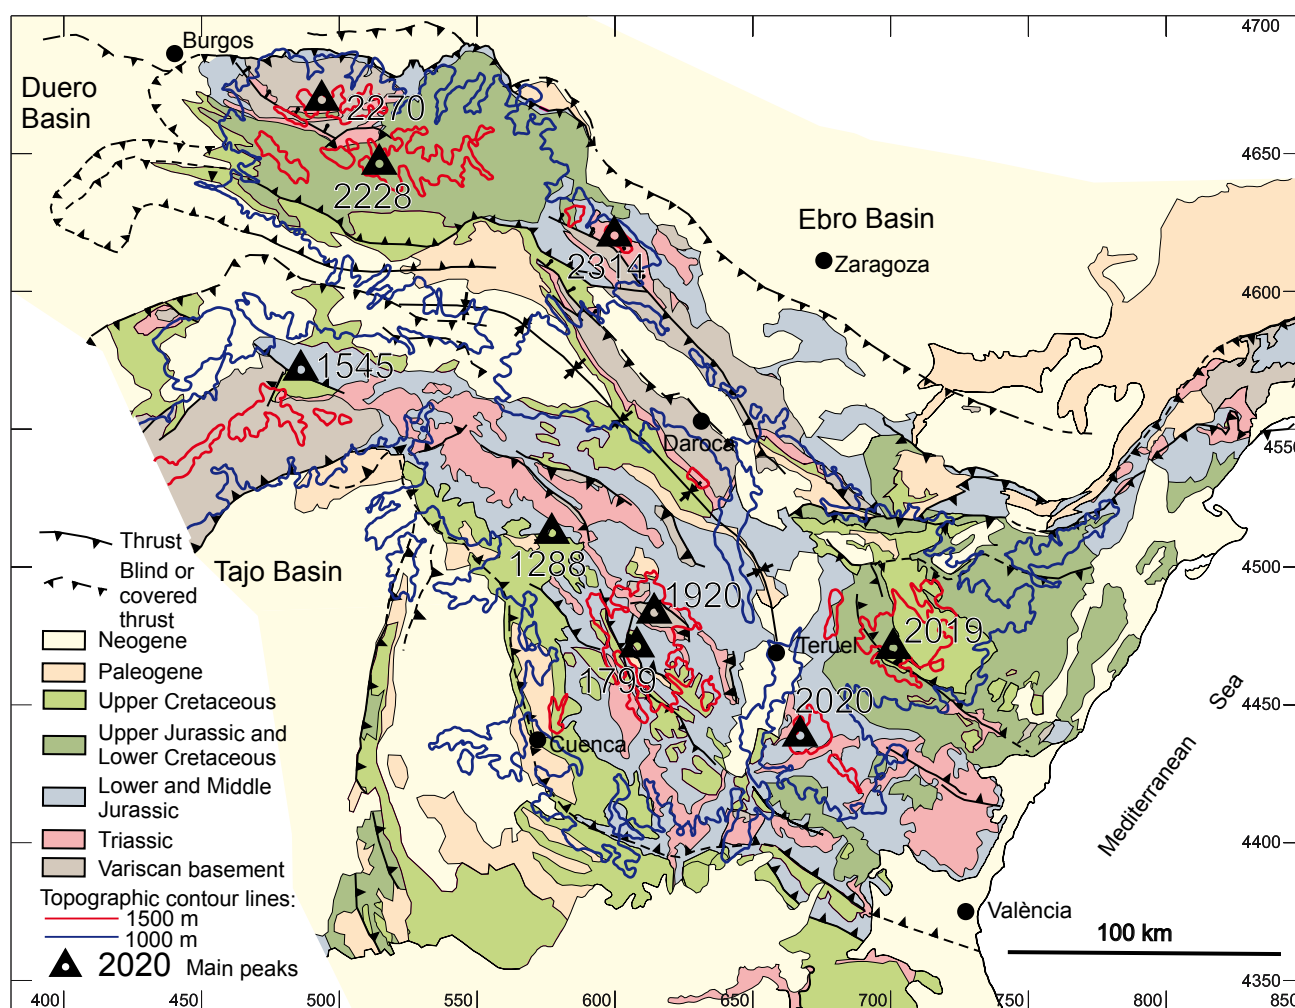 4700
Burgos
Duero
Basin
2270
4650
2228
Ebro Basin
2314
Zaragoza
4600
1545
Daroca
4550
Thrust
Blind or
covered
thrust
Tajo Basin
1288
4500
1920
2019
Teruel
1799
2020
4450
Cuenca
Sea
Mediterranean
Neogene
Paleogene
Upper Cretaceous
Upper Jurassic and
Lower Cretaceous
Lower and Middle
Jurassic
Triassic
Variscan basement
4400
Topographic contour lines:
1500 m
1000 m
2020 Main peaks
València
100 km
4350
400 450 500 550 600 650 700 750 800 850